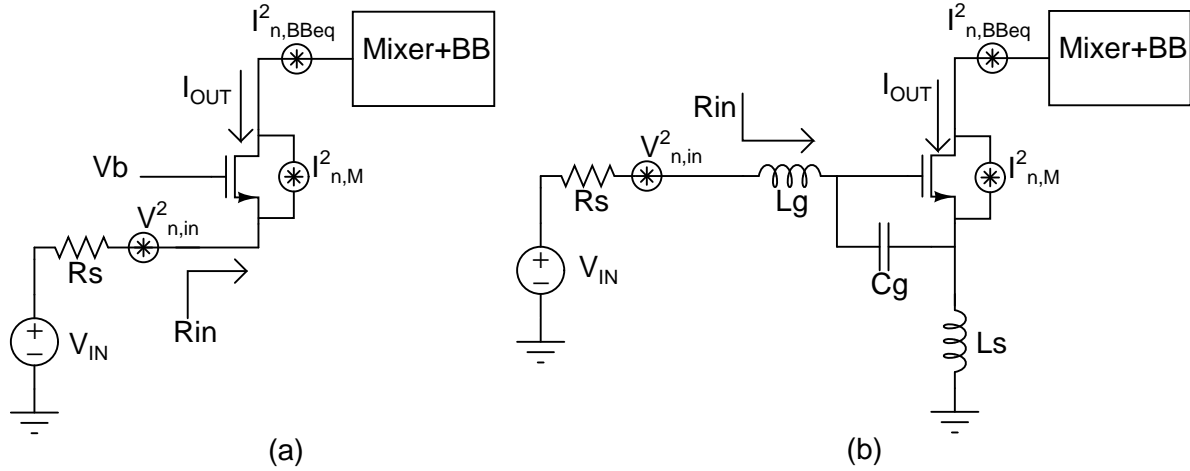 I²n,BBeq
Mixer+BB
IOUT
Vb
I²n,M
V²n,in
Rs
VIN
Rin
(a)
I²n,BBeq
Mixer+BB
IOUT
Rin
V²n,in
I²n,M
Rs
Lg
VIN
Cg
Ls
(b)